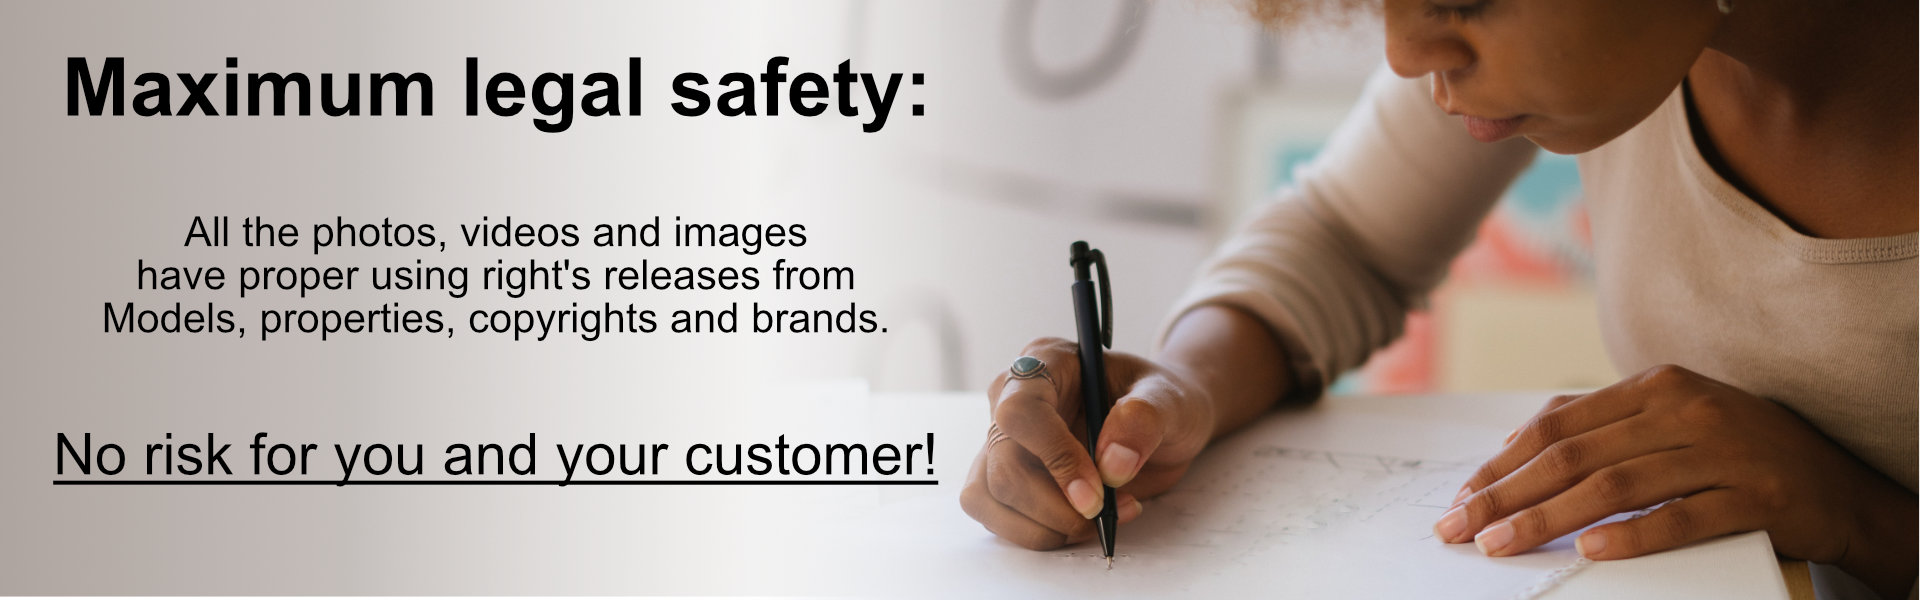 Maximum legal safety:
All the photos, videos and images
have proper using right's releases from
Models, properties, copyrights and brands.
No risk for you and your customer!